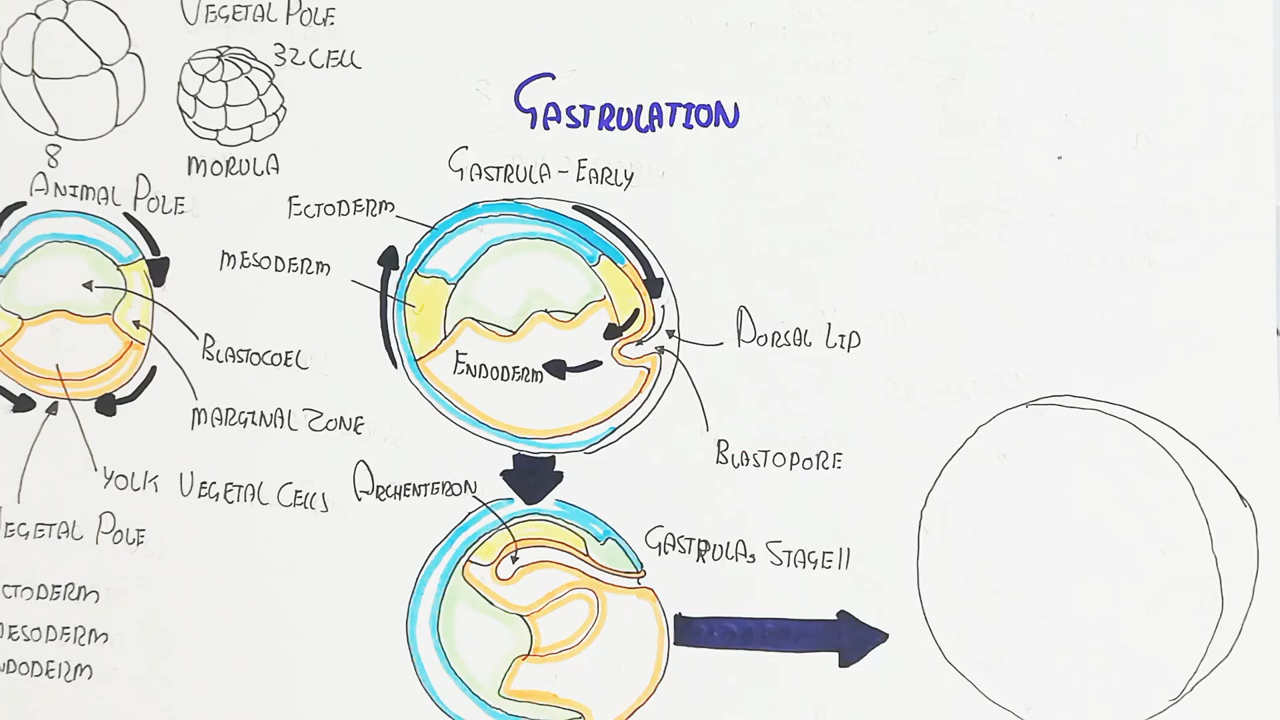 VEGETAL POLE
32 CELL
8
MORULA
GASTRULATION
GASTRULA - EARLY
ANIMAL POLE
ECTODERM
MESODERM
DORSAL LIP
BLASTOCOEL
ENDODERM
MARGINAL ZONE
BLASTOPORE
YOLK VEGETAL CELLS
ARCHENTERON
EGETAL POLE
GASTRULA, STAGE II
CTODERM
ESODERM
NDODERM